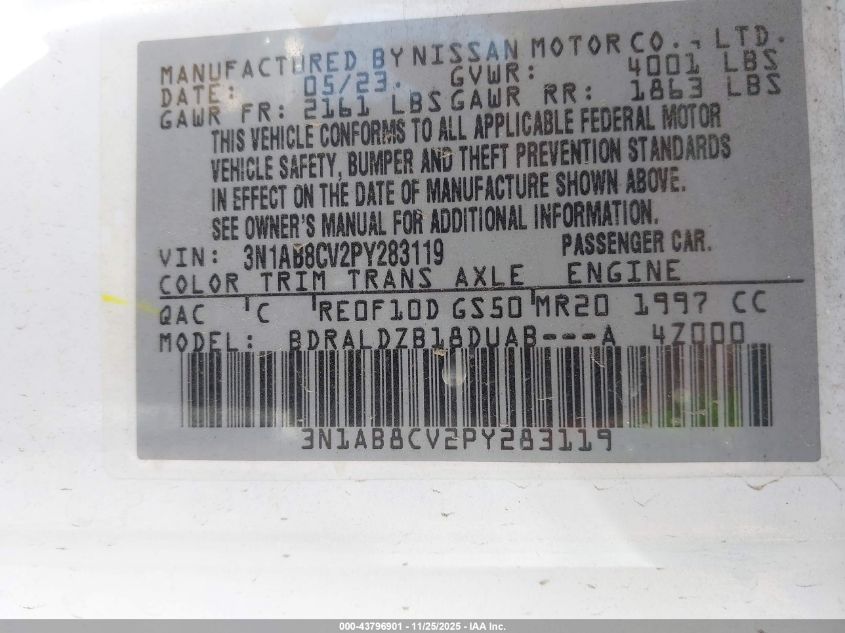 MANUFACTURED BY NISSAN MOTOR CO., LTD.
DATE: 05/23. GVWR: 4001 LBS
GAWR FR: 2161 LBS GAWR RR: 1863 LBS
THIS VEHICLE CONFORMS TO ALL APPLICABLE FEDERAL MOTOR
VEHICLE SAFETY, BUMPER AND THEFT PREVENTION STANDARDS
IN EFFECT ON THE DATE OF MANUFACTURE SHOWN ABOVE.
SEE OWNER'S MANUAL FOR ADDITIONAL INFORMATION.
VIN: 3N1AB8CV2PY283119 PASSENGER CAR.
COLOR TRIM TRANS AXLE ENGINE
QAC C RE0F10D GS50 MR20 1997 CC
MODEL: BDRALDZB18DUAB---A 4Z000
3N1AB8CV2PY283119
000-43796901 - 11/25/2025 - IAA Inc.